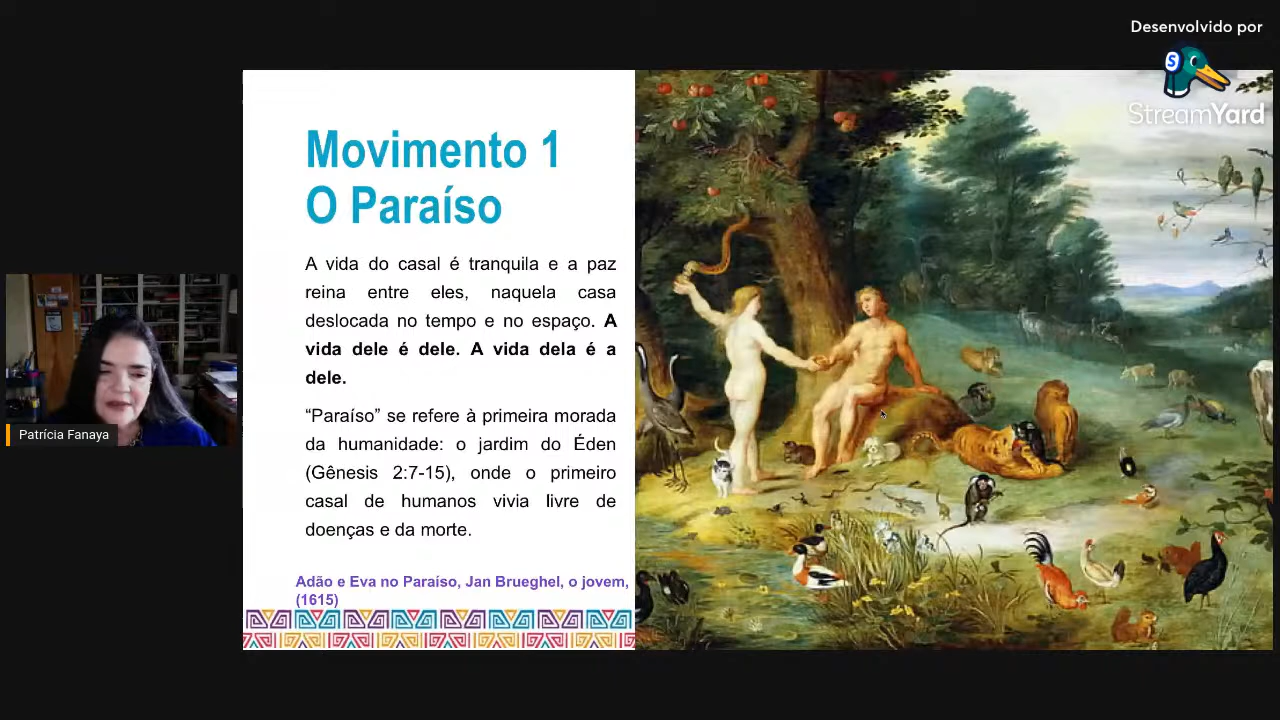 Desenvolvido por
StreamYard
Movimento 1
O Paraíso
A vida do casal é tranquila e a paz
reina entre eles, naquela casa
deslocada no tempo e no espaço. A
vida dele é dele. A vida dela é a
dele.
“Paraíso” se refere à primeira morada
da humanidade: o jardim do Éden
(Gênesis 2:7-15), onde o primeiro
casal de humanos vivia livre de
doenças e da morte.
Adão e Eva no Paraíso, Jan Brueghel, o jovem,
(1615)
Patrícia Fanaya